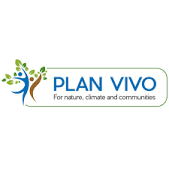 PLAN VIVO
For nature, climate and communities